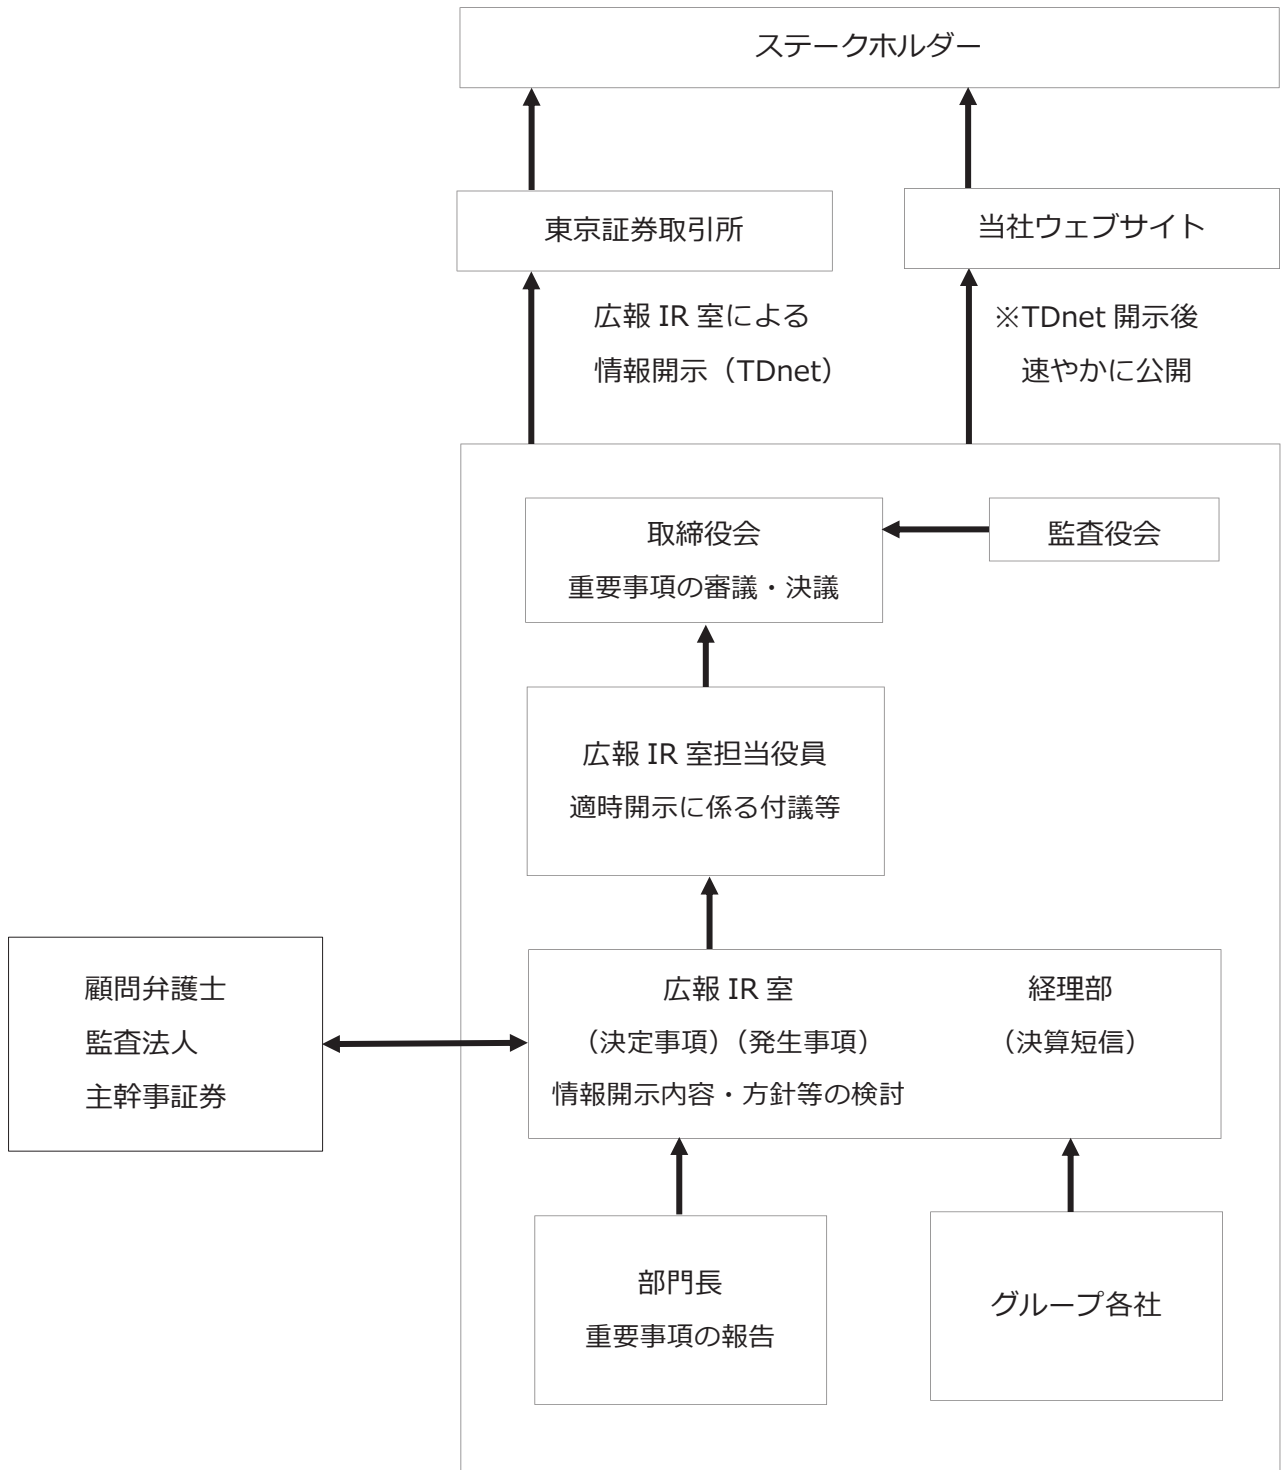 ステークホルダー
東京証券取引所
当社ウェブサイト
広報 IR 室による
情報開示（TDnet）
※TDnet 開示後
速やかに公開
取締役会
重要事項の審議・決議
監査役会
広報 IR 室担当役員
適時開示に係る付議等
顧問弁護士
監査法人
主幹事証券
広報 IR 室
（決定事項）（発生事項）
情報開示内容・方針等の検討
経理部
（決算短信）
部門長
重要事項の報告
グループ各社